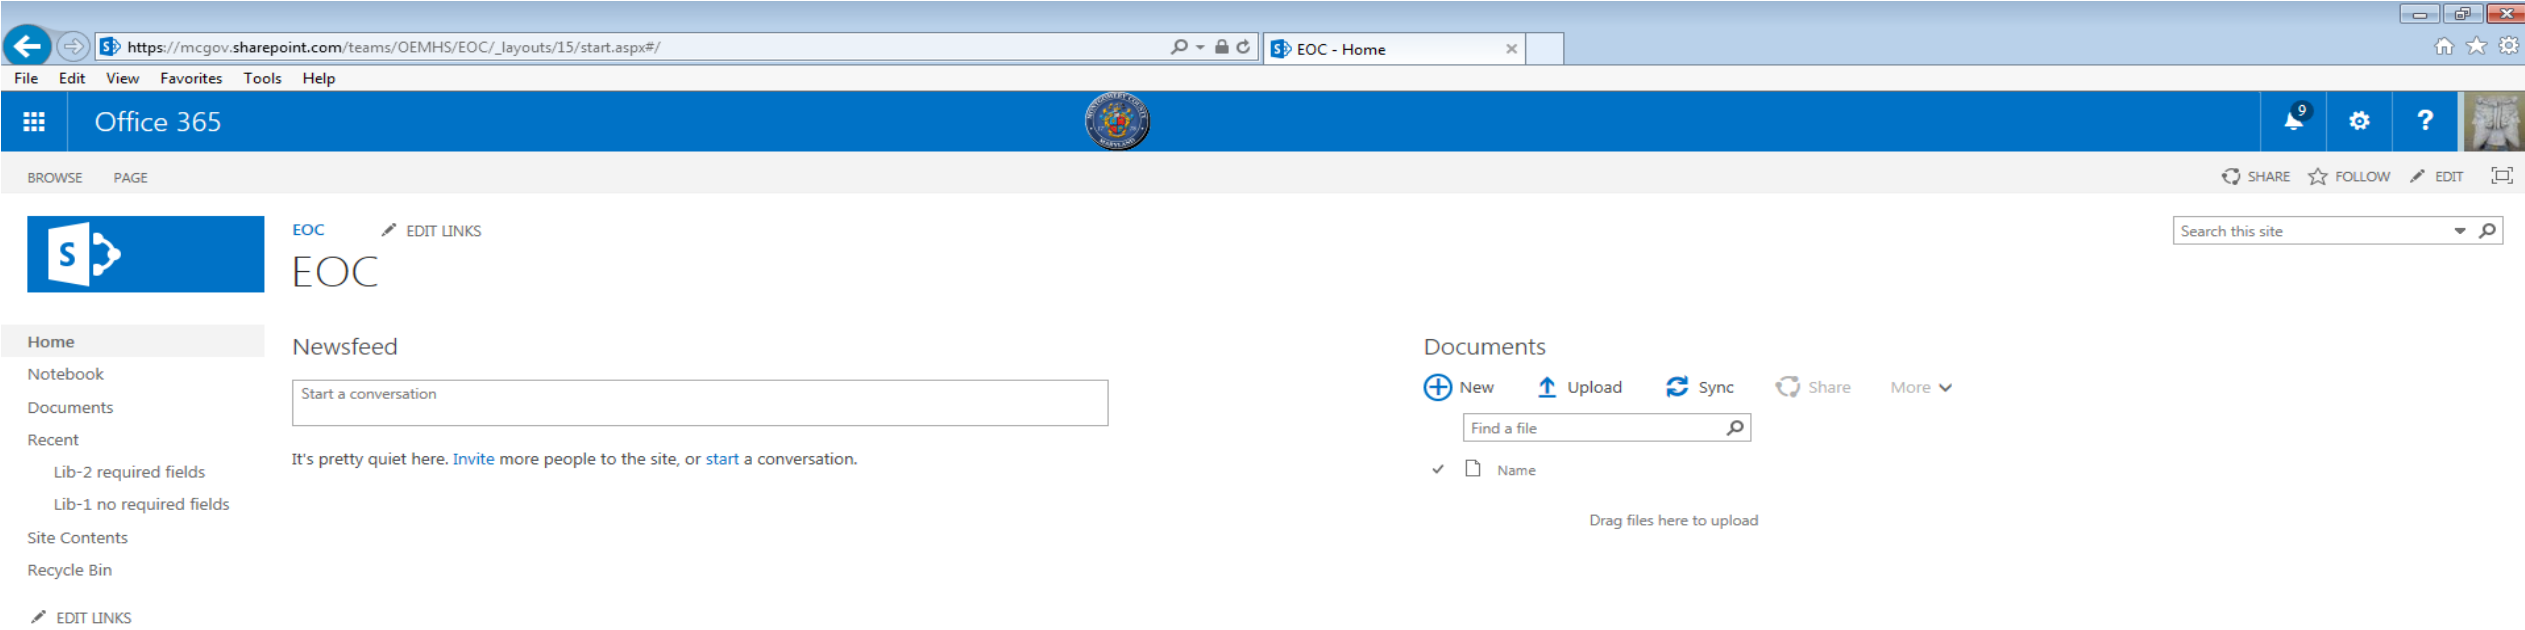 https://mcgov.sharepoint.com/teams/OEMHS/EOC/_layouts/15/start.aspx#/
EOC - Home
File Edit View Favorites Tools Help
Office 365
9
?
BROWSE PAGE
SHARE FOLLOW EDIT
S
EOC EDIT LINKS
Search this site
EOC
Home
Notebook
Documents
Recent
Lib-2 required fields
Lib-1 no required fields
Site Contents
Recycle Bin
EDIT LINKS
Newsfeed
Start a conversation
It's pretty quiet here. Invite more people to the site, or start a conversation.
Documents
New Upload Sync Share More
Find a file
Name
Drag files here to upload